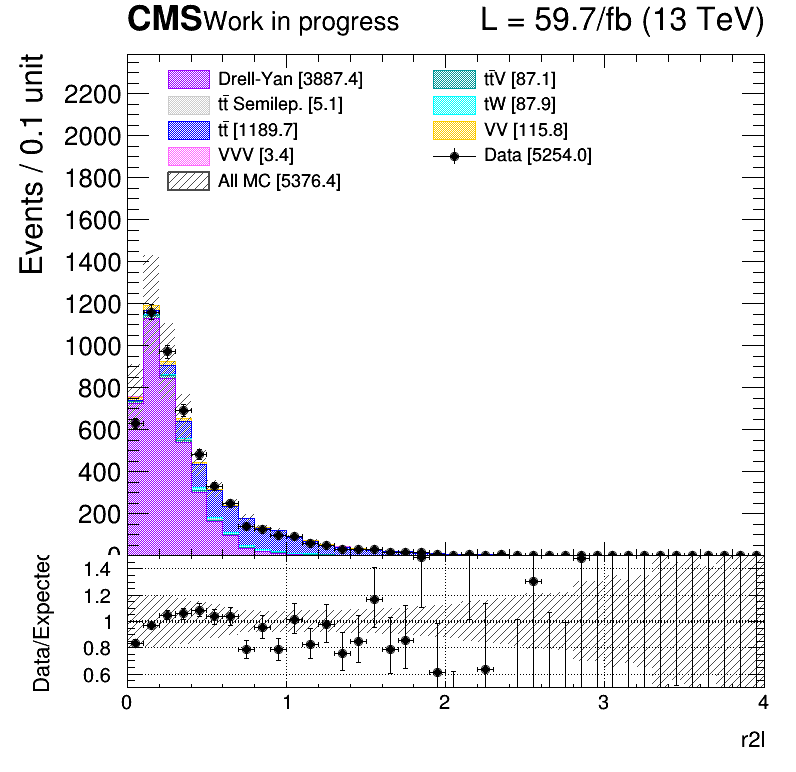 CMS Work in progress L = 59.7/fb (13 TeV)
Events / 0.1 unit
2200
2000
1800
1600
1400
1200
1000
800
600
400
200
0
Drell-Yan [3887.4]
tt̄ Semilep. [5.1]
tt̄ [1189.7]
VVV [3.4]
All MC [5376.4]
tt̄V [87.1]
tW [87.9]
VV [115.8]
Data [5254.0]
Data/Expected
1.4
1.2
1
0.8
0.6
0 1 2 3 4
r2l